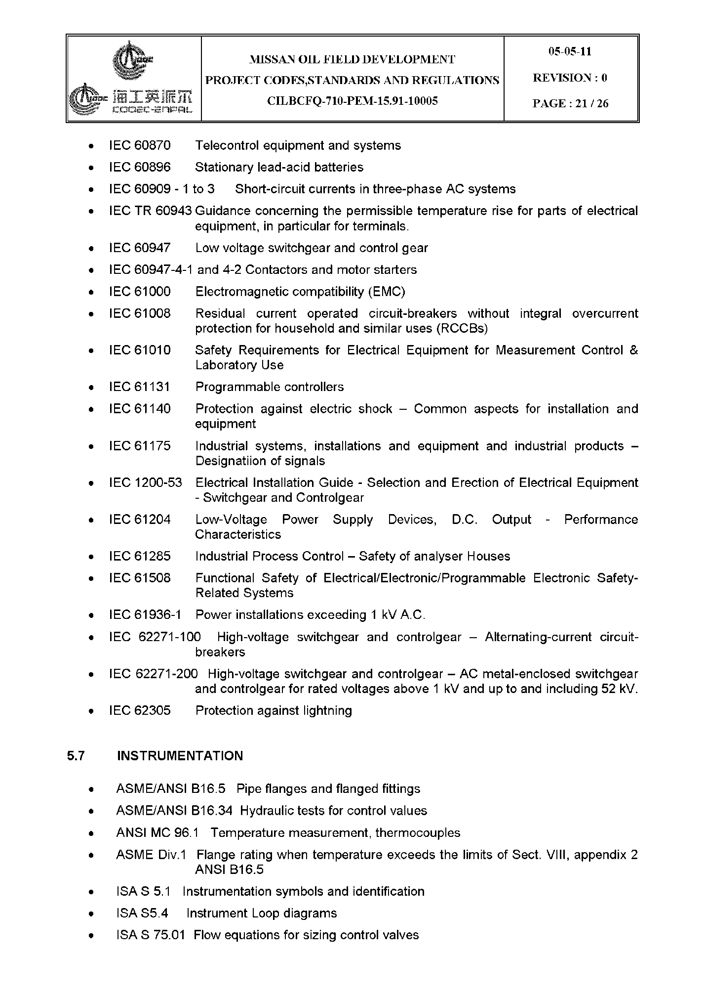 MISSAN OIL FIELD DEVELOPMENT
PROJECT CODES,STANDARDS AND REGULATIONS
CILBCFQ-710-PEM-15.91-10005
05-05-11
REVISION : 0
PAGE : 21 / 26
海工英派尔
COOEC-ENPAL
• IEC 60870 Telecontrol equipment and systems
• IEC 60896 Stationary lead-acid batteries
• IEC 60909 - 1 to 3 Short-circuit currents in three-phase AC systems
• IEC TR 60943 Guidance concerning the permissible temperature rise for parts of electrical
equipment, in particular for terminals.
• IEC 60947 Low voltage switchgear and control gear
• IEC 60947-4-1 and 4-2 Contactors and motor starters
• IEC 61000 Electromagnetic compatibility (EMC)
• IEC 61008 Residual current operated circuit-breakers without integral overcurrent
protection for household and similar uses (RCCBs)
• IEC 61010 Safety Requirements for Electrical Equipment for Measurement Control &
Laboratory Use
• IEC 61131 Programmable controllers
• IEC 61140 Protection against electric shock – Common aspects for installation and
equipment
• IEC 61175 Industrial systems, installations and equipment and industrial products –
Designatiion of signals
• IEC 1200-53 Electrical Installation Guide - Selection and Erection of Electrical Equipment
- Switchgear and Controlgear
• IEC 61204 Low-Voltage Power Supply Devices, D.C. Output - Performance
Characteristics
• IEC 61285 Industrial Process Control – Safety of analyser Houses
• IEC 61508 Functional Safety of Electrical/Electronic/Programmable Electronic Safety-
Related Systems
• IEC 61936-1 Power installations exceeding 1 kV A.C.
• IEC 62271-100 High-voltage switchgear and controlgear – Alternating-current circuit-
breakers
• IEC 62271-200 High-voltage switchgear and controlgear – AC metal-enclosed switchgear
and controlgear for rated voltages above 1 kV and up to and including 52 kV.
• IEC 62305 Protection against lightning
5.7 INSTRUMENTATION
• ASME/ANSI B16.5 Pipe flanges and flanged fittings
• ASME/ANSI B16.34 Hydraulic tests for control values
• ANSI MC 96.1 Temperature measurement, thermocouples
• ASME Div.1 Flange rating when temperature exceeds the limits of Sect. VIII, appendix 2
ANSI B16.5
• ISA S 5.1 Instrumentation symbols and identification
• ISA S5.4 Instrument Loop diagrams
• ISA S 75.01 Flow equations for sizing control valves